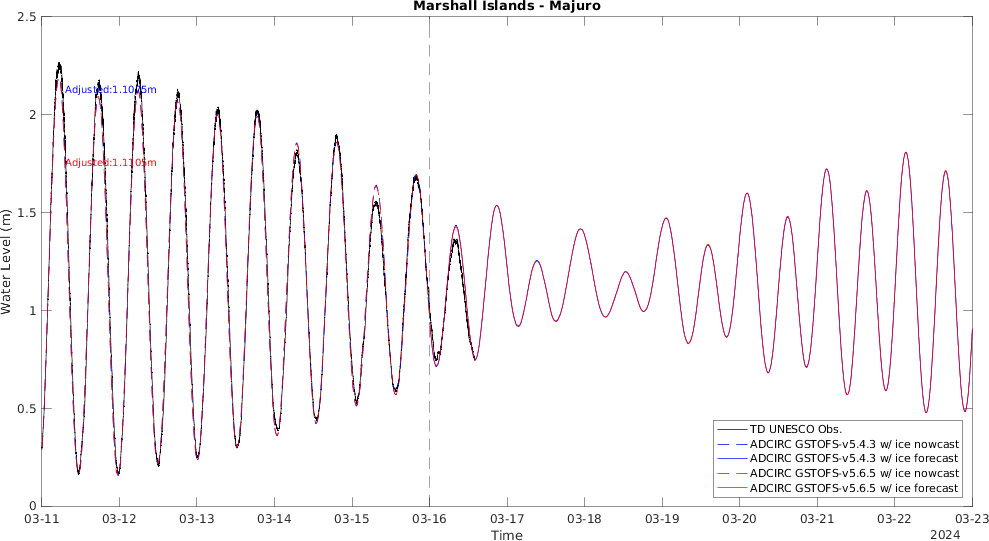 Marshall Islands - Majuro
2.5
2
1.5
1
0.5
0
Water Level (m)
Adjusted:1.1075m
Adjusted:1.1105m
TD UNESCO Obs.
ADCIRC GSTOFS-v5.4.3 w/ ice nowcast
ADCIRC GSTOFS-v5.4.3 w/ ice forecast
ADCIRC GSTOFS-v5.6.5 w/ ice nowcast
ADCIRC GSTOFS-v5.6.5 w/ ice forecast
03-11 03-12 03-13 03-14 03-15 03-16 03-17 03-18 03-19 03-20 03-21 03-22 03-23
Time
2024